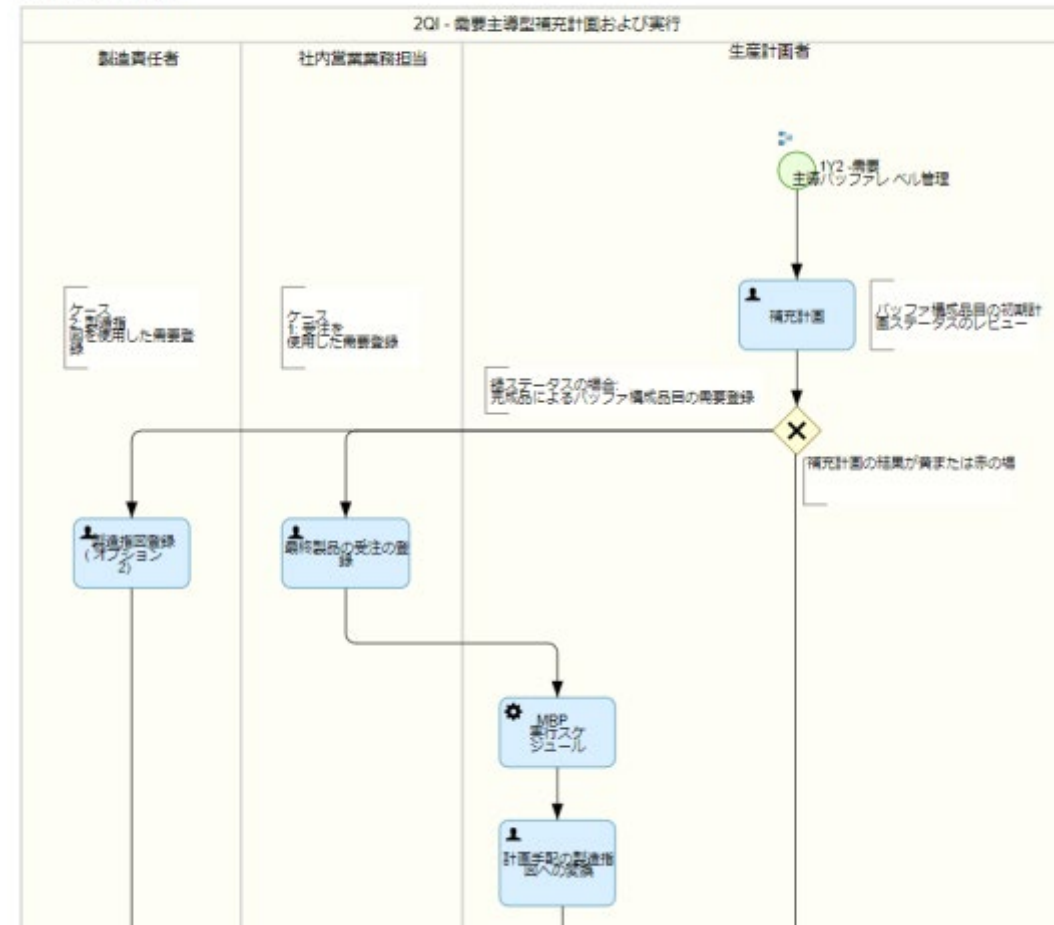 2QI - 需要主導型補充計画および実行
製造責任者
社内営業業務担当
生産計画者
1Y2 -需要
主導バッファレ ベル管理
補充計画
バッファ構成品目の初期計
画ステータスのレビュー
ケース
2: 製造指
図を使用した需要登
録
ケース
1: 受注を
使用した需要登録
緑ステータスの場合:
完成品によるバッファ構成品目の需要登録
補充計画の結果が黄または赤の場
製造指図登録
( オプション
2)
最終製品の受注の登
録
MRP
実行スケ
ジュール
計画手配の製造指
図への変換